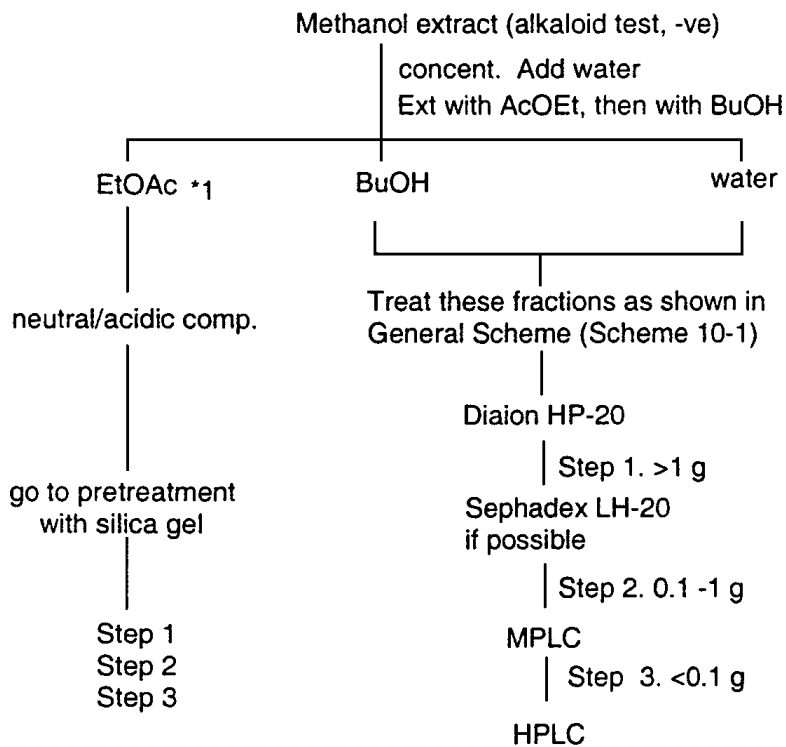 Methanol extract (alkaloid test, -ve)
concent. Add water
Ext with AcOEt, then with BuOH
EtOAc *1
BuOH
water
neutral/acidic comp.
Treat these fractions as shown in
General Scheme (Scheme 10-1)
Diaion HP-20
Step 1. >1 g
go to pretreatment
with silica gel
Sephadex LH-20
if possible
Step 2. 0.1 -1 g
Step 1
Step 2
Step 3
MPLC
Step 3. <0.1 g
HPLC